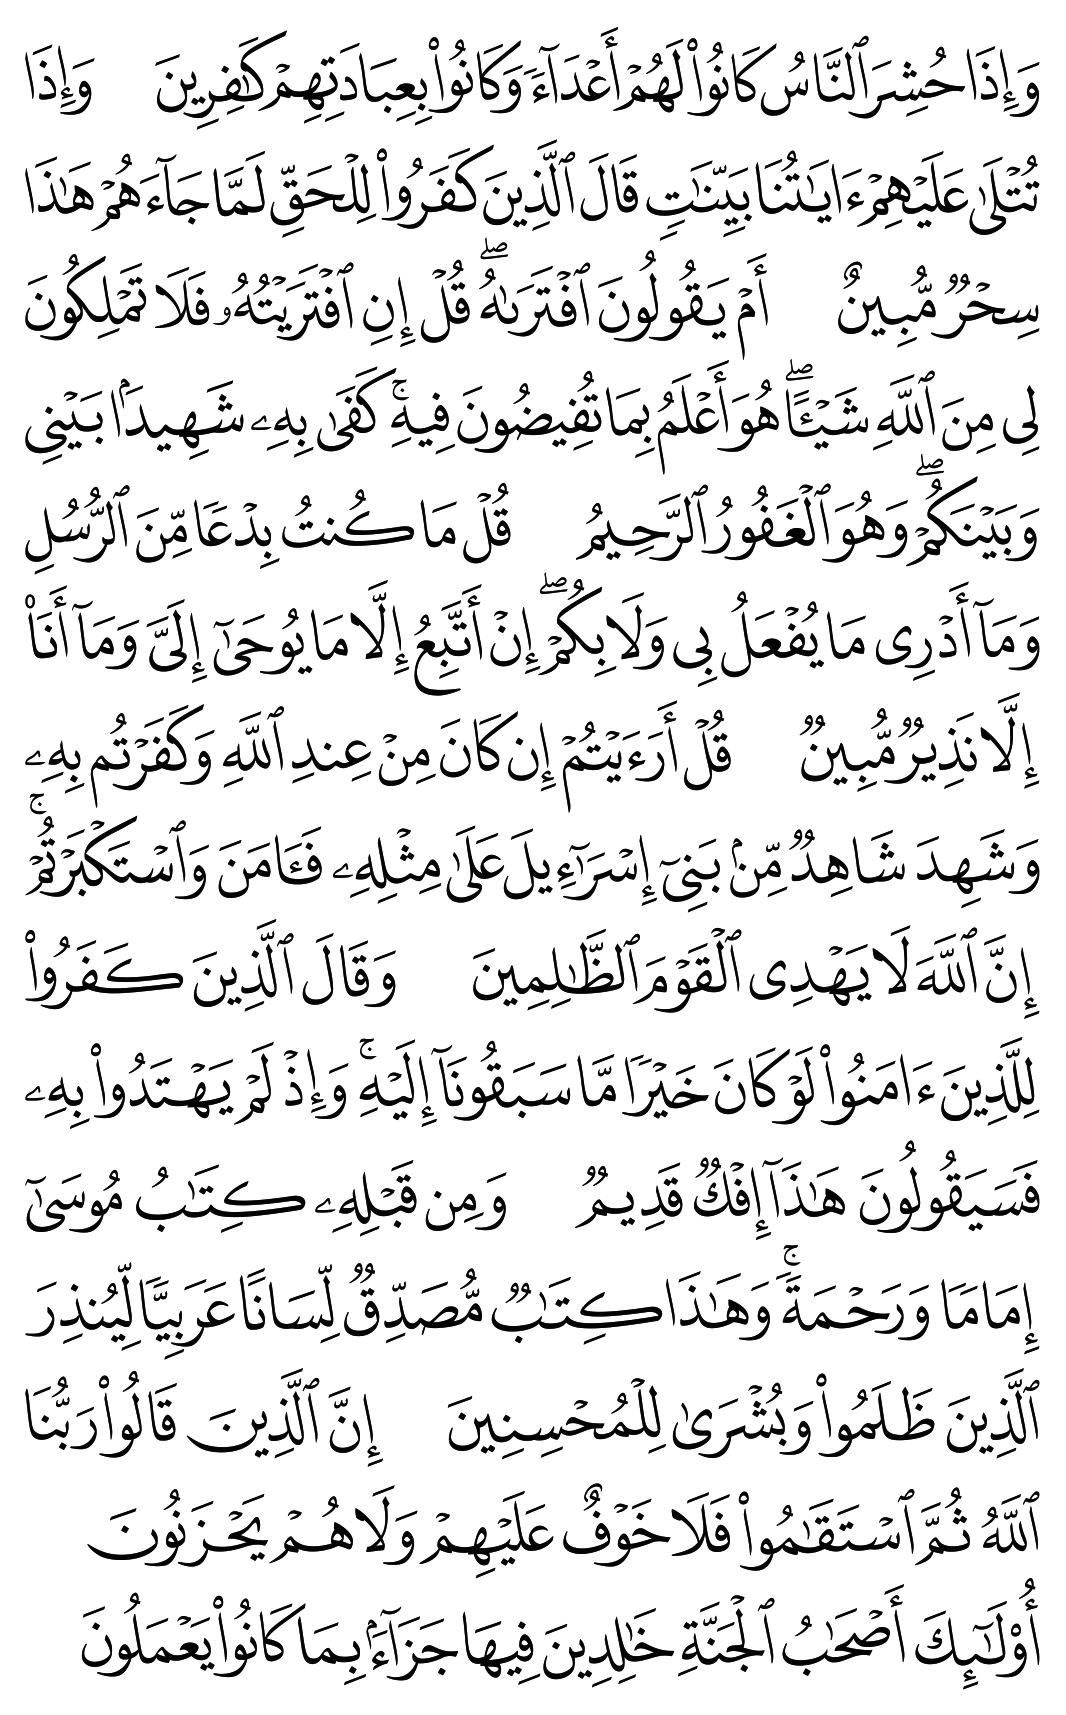 وَإِذَا حُشِرَ ٱلنَّاسُ كَانُوا۟ لَهُمْ أَعْدَآءً وَكَانُوا۟ بِعِبَادَتِهِمْ كَـٰفِرِينَ وَإِذَا
تُتْلَىٰ عَلَيْهِمْ ءَايَـٰتُنَا بَيِّنَـٰتٍ قَالَ ٱلَّذِينَ كَفَرُوا۟ لِلْحَقِّ لَمَّا جَآءَهُمْ هَـٰذَا
سِحْرٌ مُّبِينٌ أَمْ يَقُولُونَ ٱفْتَرَىٰهُ ۖ قُلْ إِنِ ٱفْتَرَيْتُهُۥ فَلَا تَمْلِكُونَ
لِى مِنَ ٱللَّهِ شَيْـًٔا ۖ هُوَ أَعْلَمُ بِمَا تُفِيضُونَ فِيهِ ۚ كَفَىٰ بِهِۦ شَهِيدًۢا بَيْنِى
وَبَيْنَكُمْ ۖ وَهُوَ ٱلْغَفُورُ ٱلرَّحِيمُ قُلْ مَا كُنتُ بِدْعًا مِّنَ ٱلرُّسُلِ
وَمَآ أَدْرِى مَا يُفْعَلُ بِى وَلَا بِكُمْ ۖ إِنْ أَتَّبِعُ إِلَّا مَا يُوحَىٰٓ إِلَىَّ وَمَآ أَنَا۠
إِلَّا نَذِيرٌ مُّبِينٌ قُلْ أَرَءَيْتُمْ إِن كَانَ مِنْ عِندِ ٱللَّهِ وَكَفَرْتُم بِهِۦ
وَشَهِدَ شَاهِدٌ مِّنۢ بَنِىٓ إِسْرَٰٓءِيلَ عَلَىٰ مِثْلِهِۦ فَـَٔامَنَ وَٱسْتَكْبَرْتُمْ ۚ
إِنَّ ٱللَّهَ لَا يَهْدِى ٱلْقَوْمَ ٱلظَّـٰلِمِينَ وَقَالَ ٱلَّذِينَ كَفَرُوا۟
لِلَّذِينَ ءَامَنُوا۟ لَوْ كَانَ خَيْرًا مَّا سَبَقُونَآ إِلَيْهِ ۚ وَإِذْ لَمْ يَهْتَدُوا۟ بِهِۦ
فَسَيَقُولُونَ هَـٰذَآ إِفْكٌ قَدِيمٌ وَمِن قَبْلِهِۦ كِتَـٰبُ مُوسَىٰٓ
إِمَامًا وَرَحْمَةً ۚ وَهَـٰذَا كِتَـٰبٌ مُّصَدِّقٌ لِّسَانًا عَرَبِيًّا لِّيُنذِرَ
ٱلَّذِينَ ظَلَمُوا۟ وَبُشْرَىٰ لِلْمُحْسِنِينَ إِنَّ ٱلَّذِينَ قَالُوا۟ رَبُّنَا
ٱللَّهُ ثُمَّ ٱسْتَقَـٰمُوا۟ فَلَا خَوْفٌ عَلَيْهِمْ وَلَا هُمْ يَحْزَنُونَ
أُو۟لَـٰٓئِكَ أَصْحَـٰبُ ٱلْجَنَّةِ خَـٰلِدِينَ فِيهَا جَزَآءًۢ بِمَا كَانُوا۟ يَعْمَلُونَ